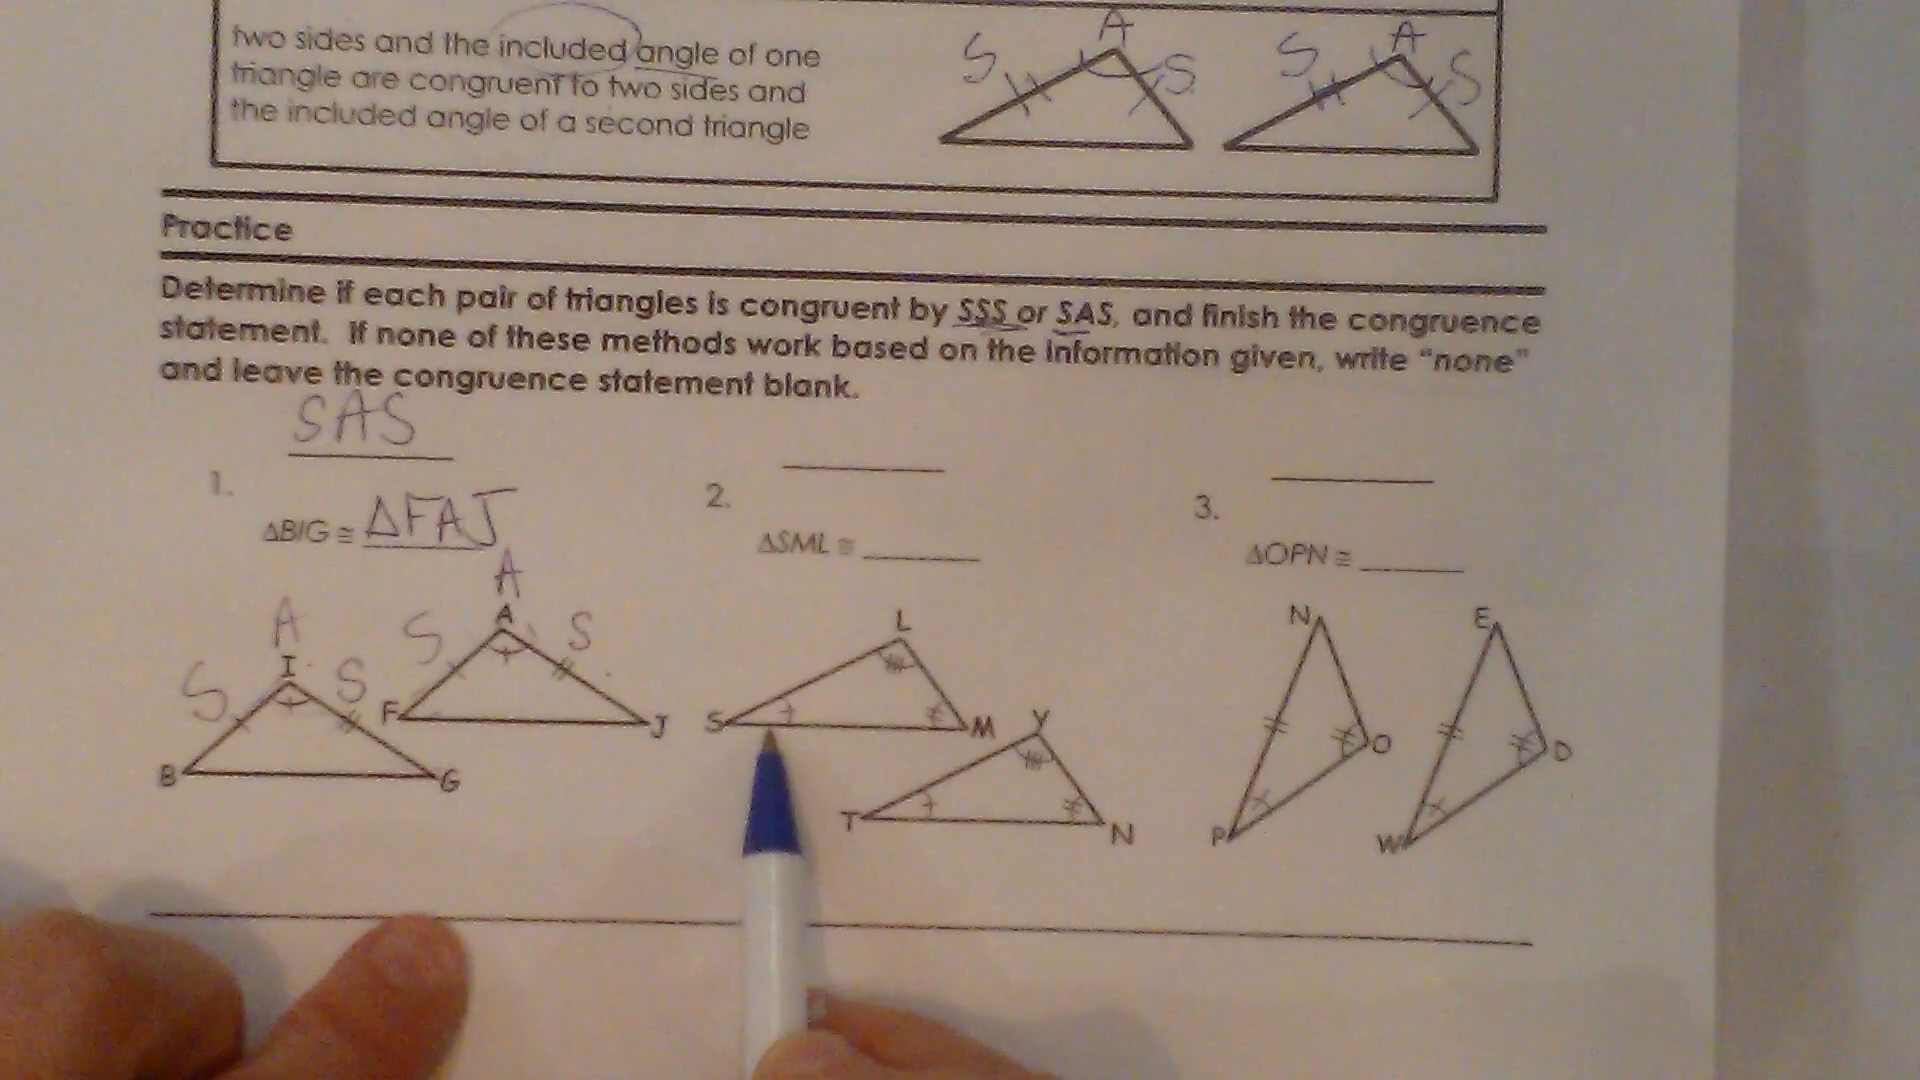 two sides and the included angle of one
triangle are congruent to two sides and
the included angle of a second triangle
S A S S A S
Practice
Determine if each pair of triangles is congruent by SSS or SAS, and finish the congruence
statement. If none of these methods work based on the information given, write "none"
and leave the congruence statement blank.
SAS
1.
ΔBIG ≅ ΔFAJ
2.
ΔSML ≅
3.
ΔOPN ≅
A
S I S
B G
A
S A S
F J
L
S M
Y
T N
N
O
P
E
D
W